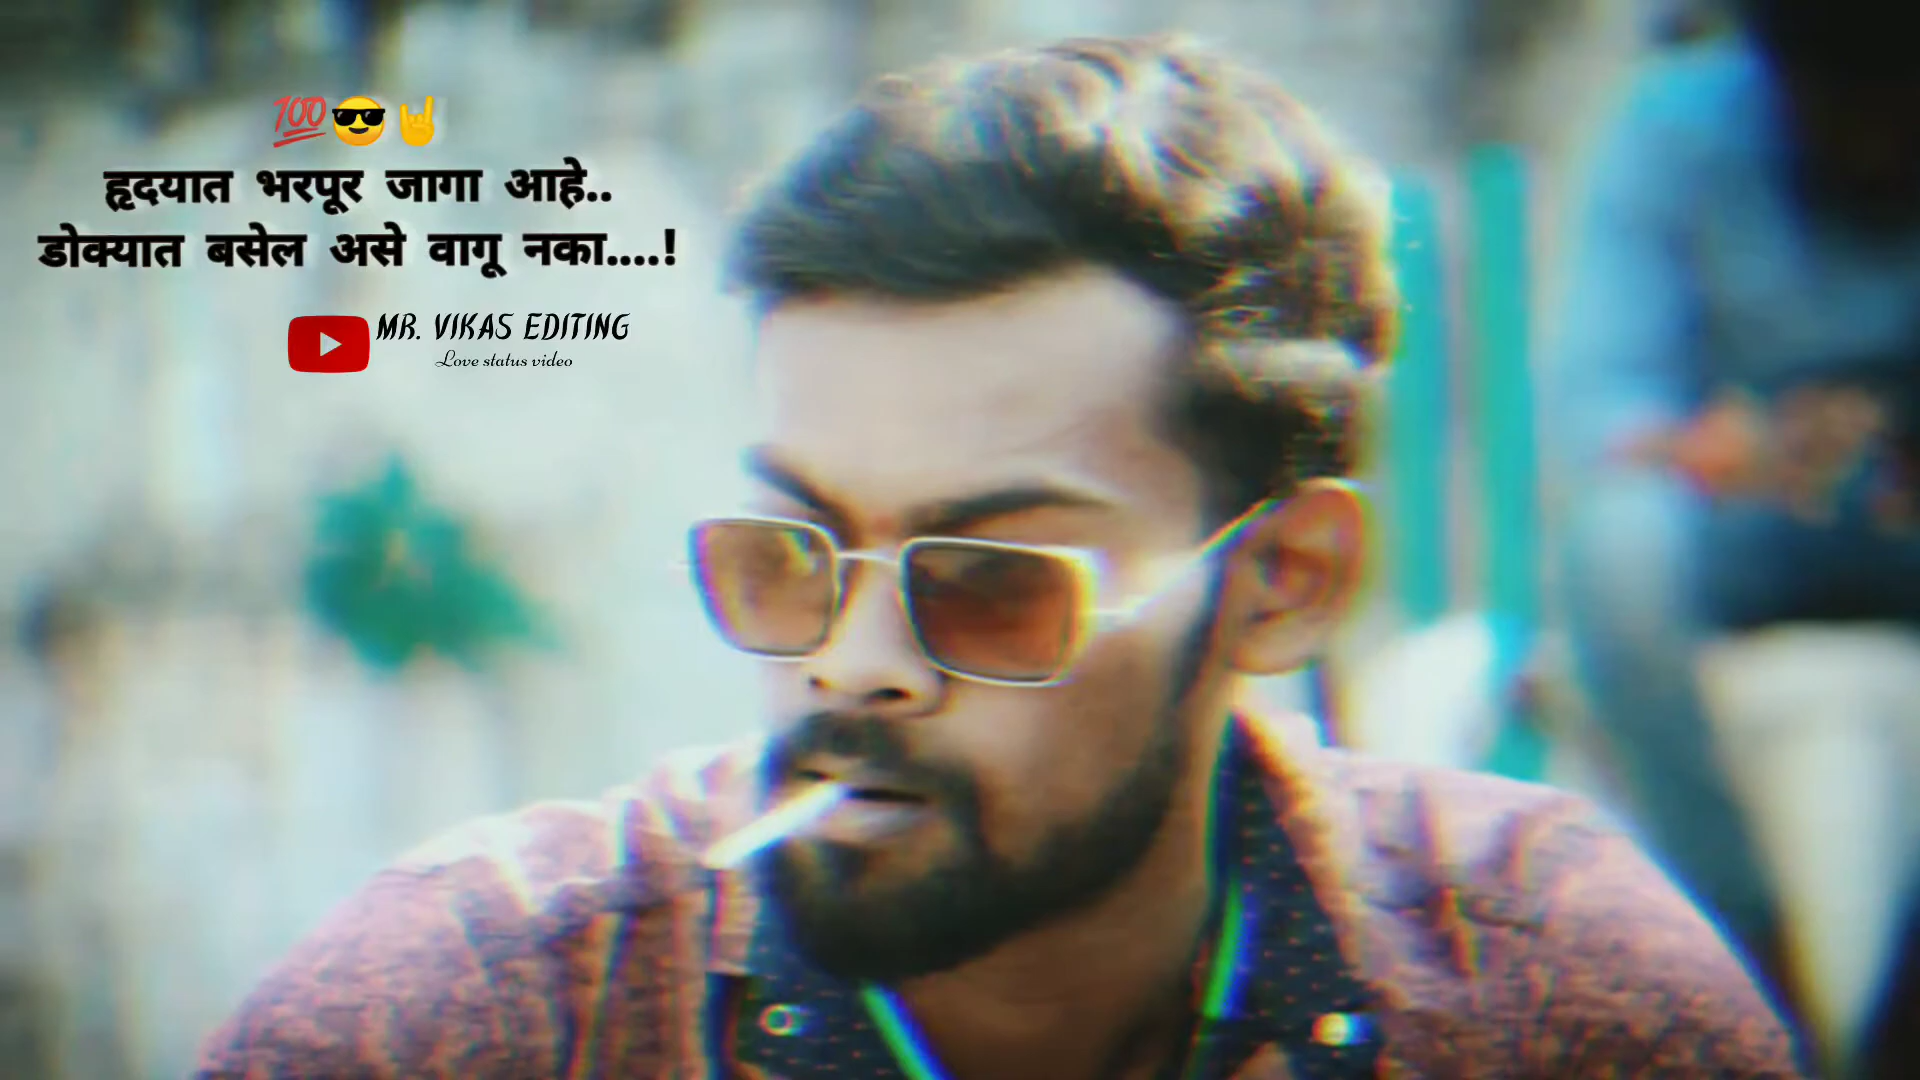 💯😎🤘
हृदयात भरपूर जागा आहे..
डोक्यात बसेल असे वागू नका....!
MR. VIKAS EDITING
Love status video